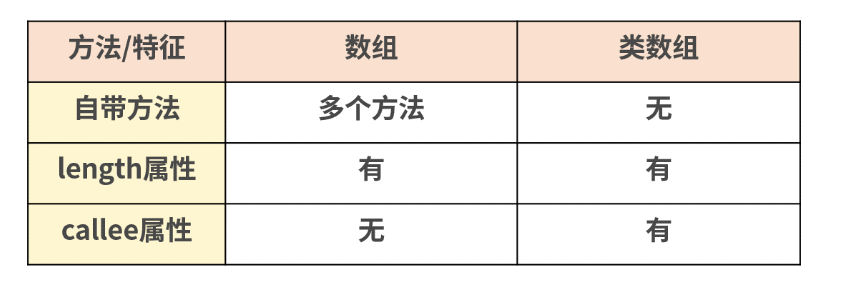 方法/特征 数组 类数组
自带方法 多个方法 无
length属性 有 有
callee属性 无 有